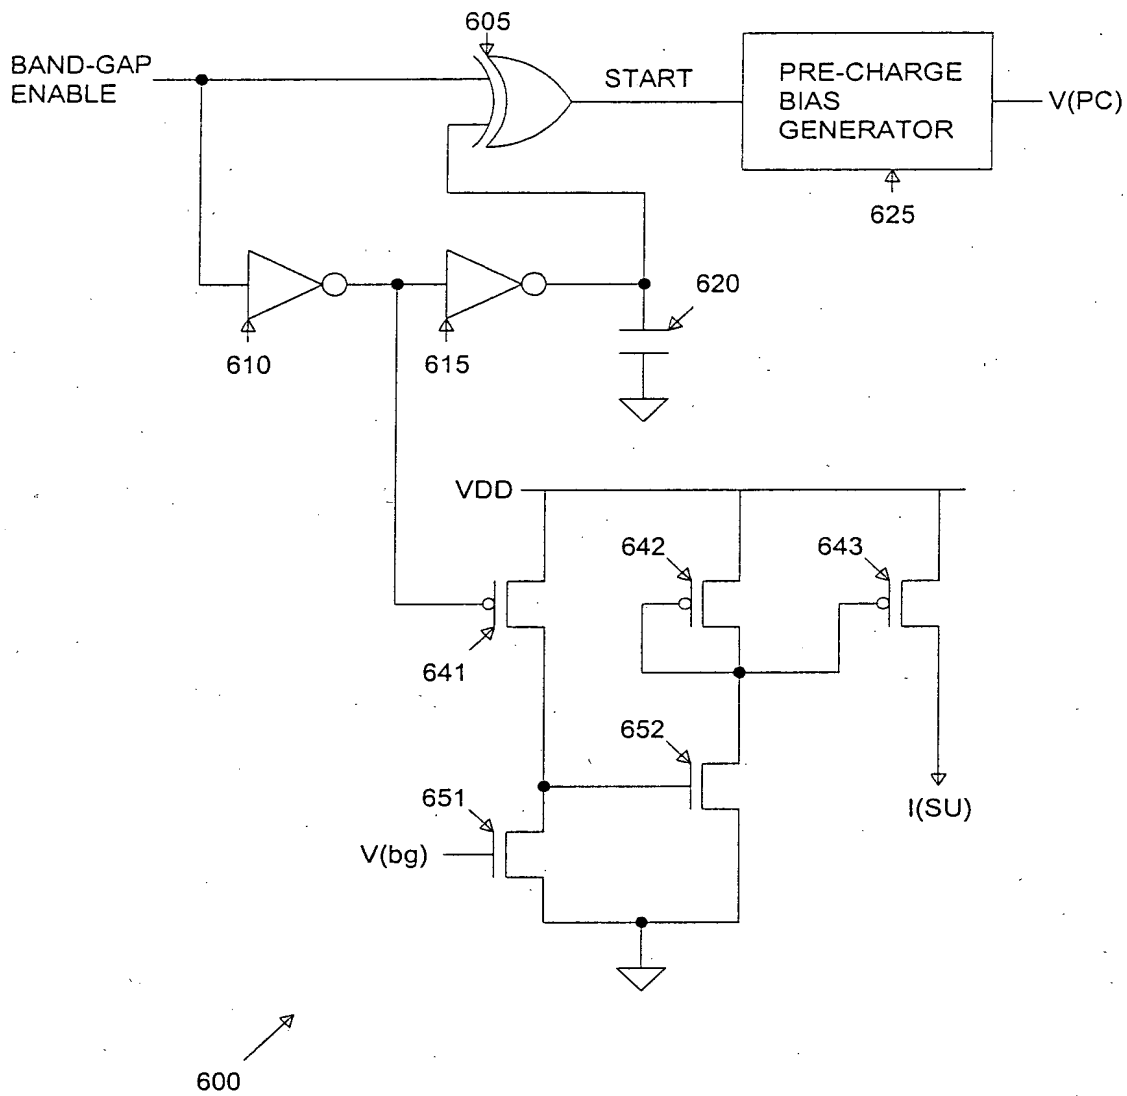 605
BAND-GAP
ENABLE
START
PRE-CHARGE
BIAS
GENERATOR
V(PC)
625
620
610
615
VDD
642
643
641
652
651
V(bg)
I(SU)
600